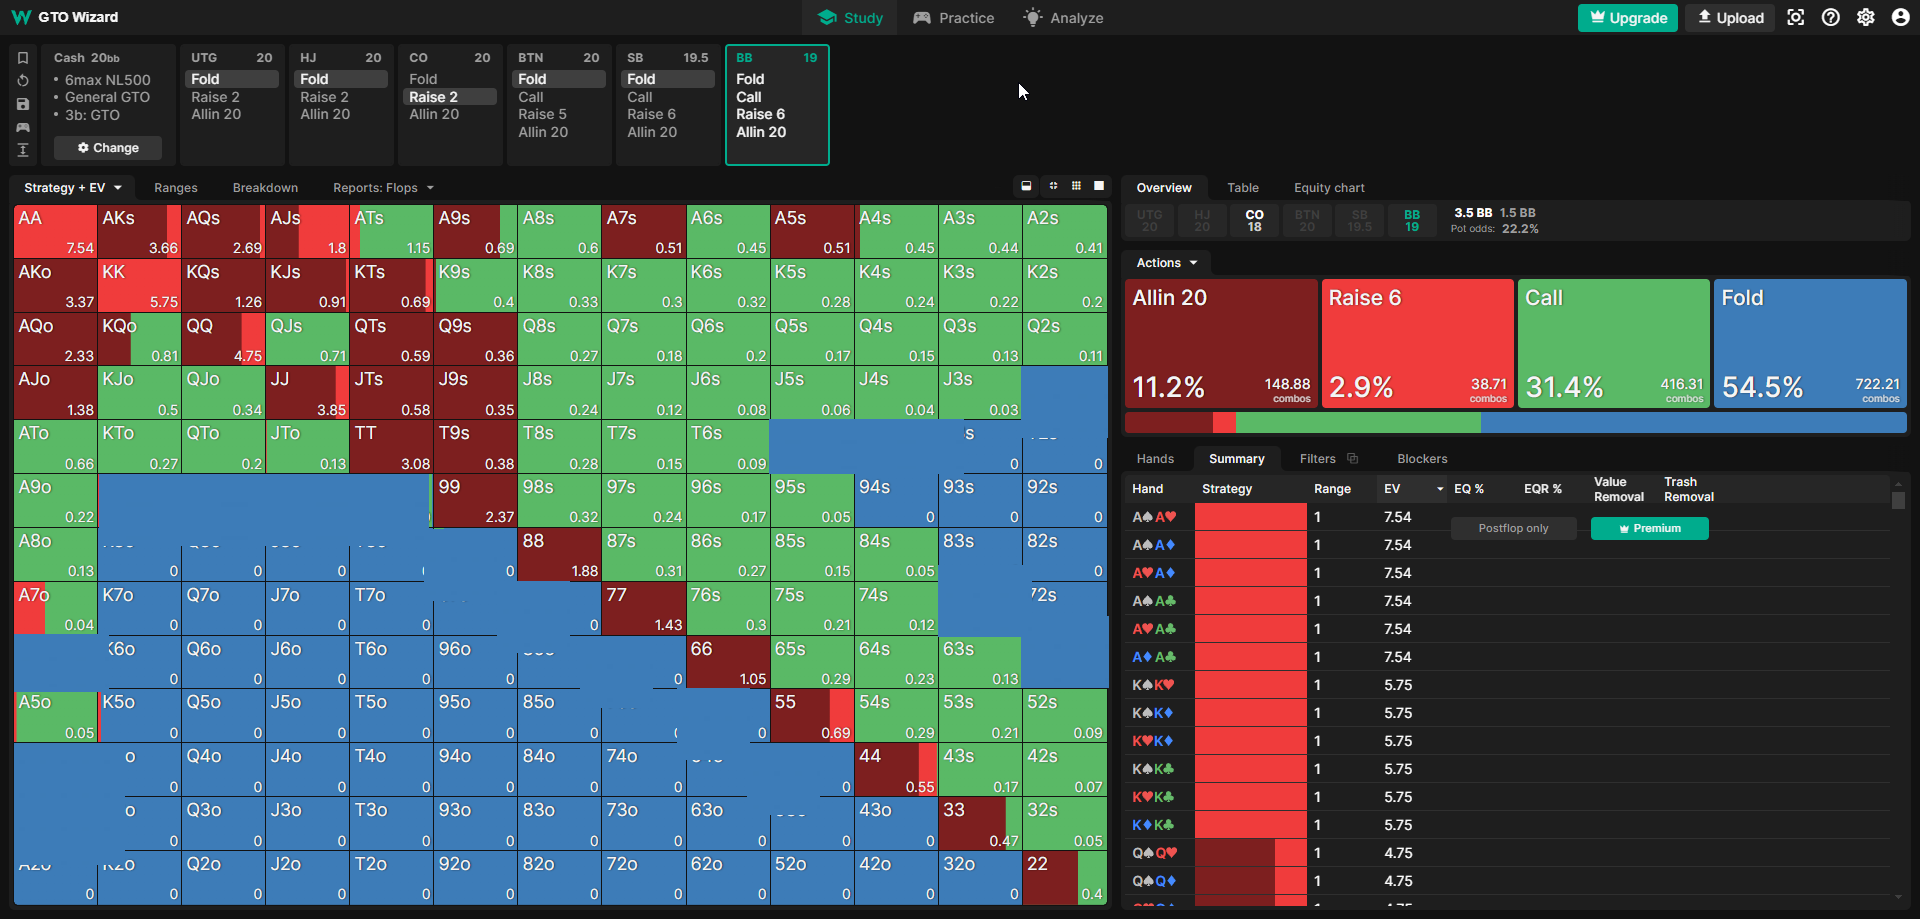 GTO Wizard
Study
Practice
Analyze
Upgrade
Upload
Cash 20bb
• 6max NL500
• General GTO
• 3b: GTO
Change
UTG 20
Fold
Raise 2
Allin 20
HJ 20
Fold
Raise 2
Allin 20
CO 20
Fold
Raise 2
Allin 20
BTN 20
Fold
Call
Raise 5
Allin 20
SB 19.5
Fold
Call
Raise 6
Allin 20
BB 19
Fold
Call
Raise 6
Allin 20
Strategy + EV
Ranges
Breakdown
Reports: Flops
AA AKs AQs AJs ATs A9s A8s A7s A6s A5s A4s A3s A2s
7.54 3.66 2.69 1.8 1.15 0.69 0.6 0.51 0.45 0.51 0.45 0.44 0.41
AKo KK KQs KJs KTs K9s K8s K7s K6s K5s K4s K3s K2s
3.37 5.75 1.26 0.91 0.69 0.4 0.33 0.3 0.32 0.28 0.24 0.22 0.2
AQo KQo QQ QJs QTs Q9s Q8s Q7s Q6s Q5s Q4s Q3s Q2s
2.33 0.81 4.75 0.71 0.59 0.36 0.27 0.18 0.2 0.17 0.15 0.13 0.11
AJo KJo QJo JJ JTs J9s J8s J7s J6s J5s J4s J3s
1.38 0.5 0.34 3.85 0.58 0.35 0.24 0.12 0.08 0.06 0.04 0.03
ATo KTo QTo JTo TT T9s T8s T7s T6s
0.66 0.27 0.2 0.13 3.08 0.38 0.28 0.15 0.09 0 0
A9o 99 98s 97s 96s 95s 94s 93s 92s
0.22 2.37 0.32 0.24 0.17 0.05 0 0 0
A8o 88 87s 86s 85s 84s 83s 82s
0.13 0 0 0 0 0 1.88 0.31 0.27 0.15 0.05 0
A7o K7o Q7o J7o T7o 77 76s 75s 74s 72s
0.04 0 0 0 0 0 0 1.43 0.3 0.21 0.12
K6o Q6o J6o T6o 96o 66 65s 64s 63s
0 0 0 0 0 0 0 1.05 0.29 0.23 0.13
A5o K5o Q5o J5o T5o 95o 85o 55 54s 53s 52s
0.05 0 0 0 0 0 0 0 0 0.69 0.29 0.21 0.09
o Q4o J4o T4o 94o 84o 74o 44 43s 42s
0 0 0 0 0 0 0 0 0 0.55 0.17 0.07
o Q3o J3o T3o 93o 83o 73o 63o 43o 33 32s
0 0 0 0 0 0 0 0 0 0 0.47 0.05
Q2o J2o T2o 92o 82o 72o 62o 52o 42o 32o 22
0 0 0 0 0 0 0 0 0 0 0 0 0.4
Overview
Table
Equity chart
UTG 20
HJ 20
CO 18
BTN 20
SB 19.5
BB 19
3.5 BB 1.5 BB
Pot odds: 22.2%
Actions
Allin 20
11.2% 148.88 combos
Raise 6
2.9% 38.71 combos
Call
31.4% 416.31 combos
Fold
54.5% 722.21 combos
Hands
Summary
Filters
Blockers
Hand Strategy Range EV EQ % EQR % Value Removal Trash Removal
A♠A♥ 1 7.54
Postflop only
Premium
A♠A♦ 1 7.54
A♥A♦ 1 7.54
A♠A♣ 1 7.54
A♥A♣ 1 7.54
A♦A♣ 1 7.54
K♠K♥ 1 5.75
K♠K♦ 1 5.75
K♥K♦ 1 5.75
K♠K♣ 1 5.75
K♥K♣ 1 5.75
K♦K♣ 1 5.75
Q♠Q♥ 1 4.75
Q♠Q♦ 1 4.75